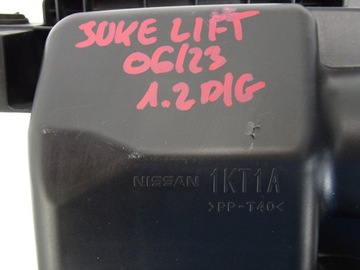 JUKE LIFT
06/23
1.2 DIG
NISSAN 1KT1A
>PP-T40<